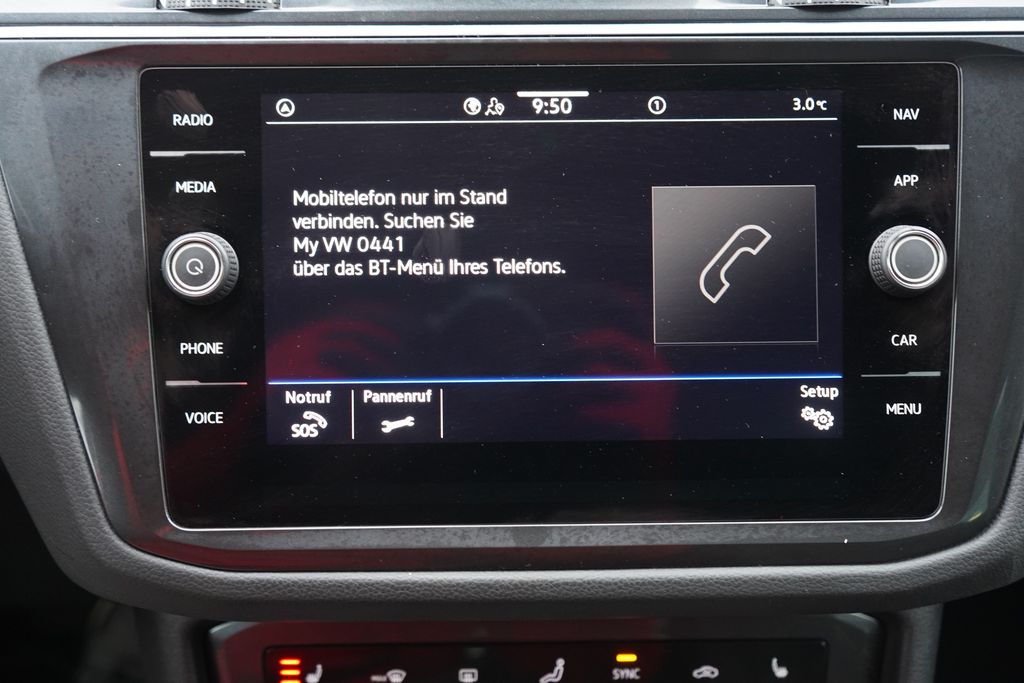 9:50
1
3.0°C
RADIO
MEDIA
PHONE
VOICE
Mobiltelefon nur im Stand
verbinden. Suchen Sie
My VW 0441
über das BT-Menü Ihres Telefons.
Notruf
SOS
Pannenruf
Setup
NAV
APP
CAR
MENU
SYNC